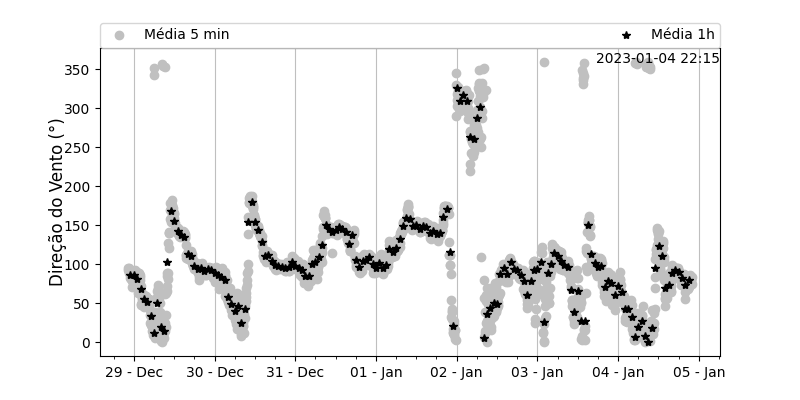 Média 5 min
Média 1h
2023-01-04 22:15
Direção do Vento (°)
350
300
250
200
150
100
50
0
29 - Dec
30 - Dec
31 - Dec
01 - Jan
02 - Jan
03 - Jan
04 - Jan
05 - Jan